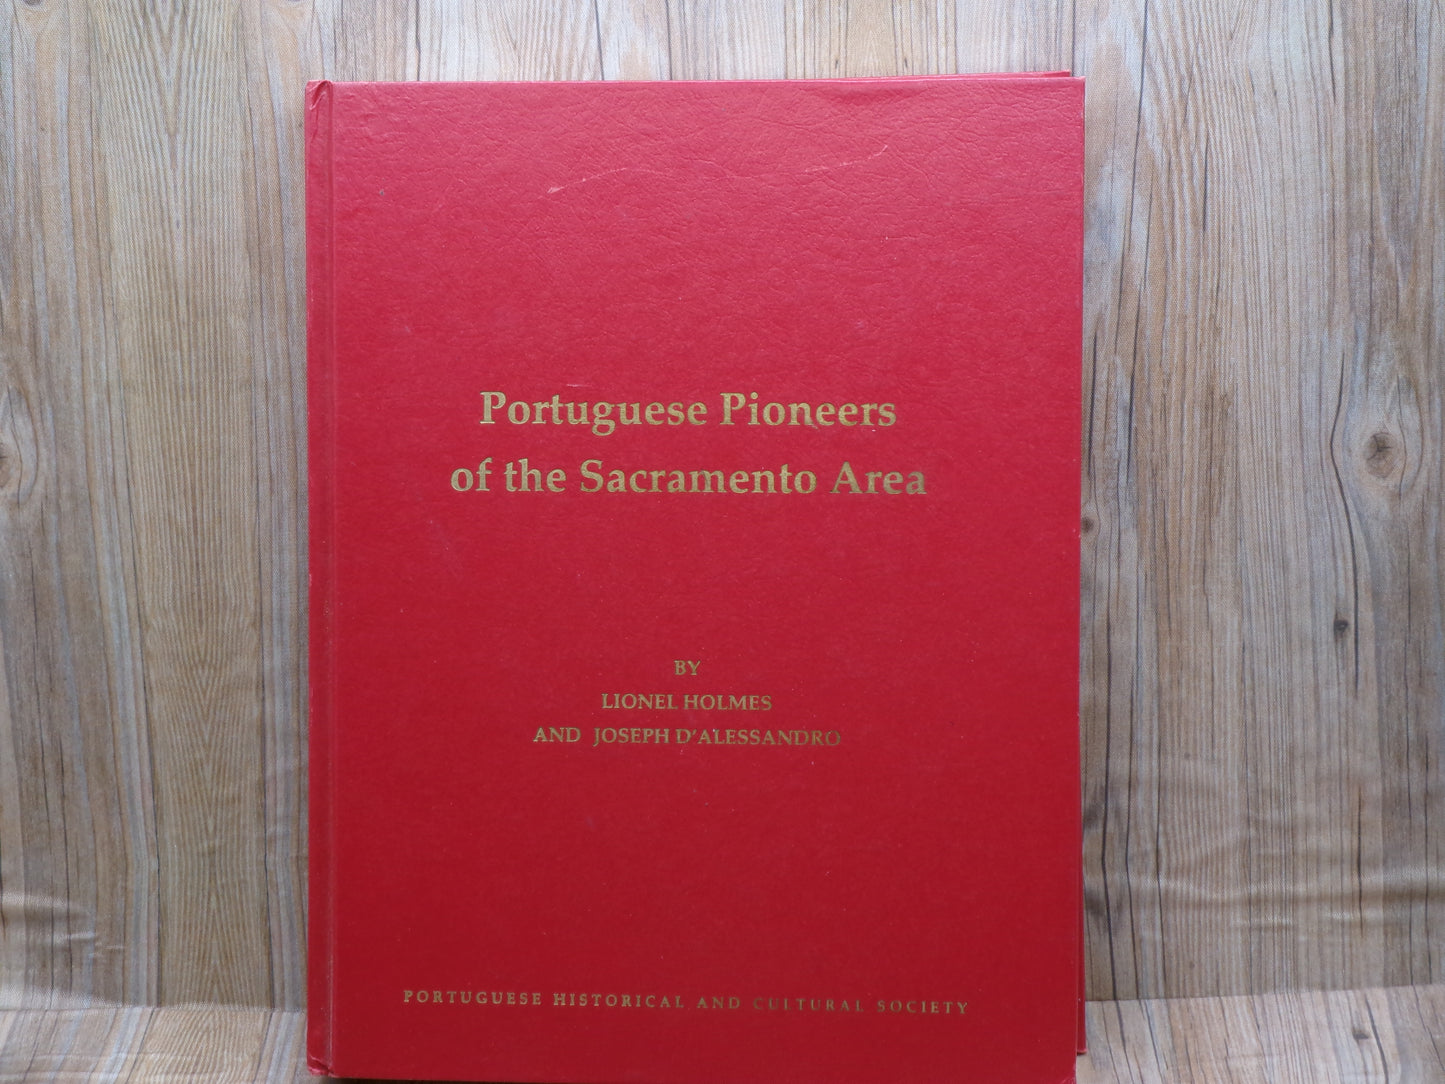 Portuguese Pioneers
of the Sacramento Area
BY
LIONEL HOLMES
AND JOSEPH D'ALESSANDRO
PORTUGUESE HISTORICAL AND CULTURAL SOCIETY